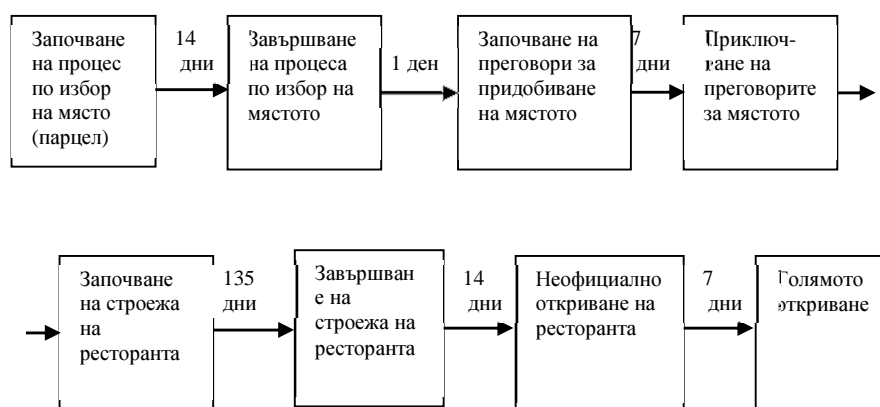 Започване
на процес
по избор
на място
(парцел)
14
дни
Завършване
на процеса
по избор на
мястото
1 ден
Започване на
преговори за
придобиване
на мястото
7
дни
Приключ-
ване на
преговорите
за мястото
Започване
на строежа
на
ресторанта
135
дни
Завършван
е на
строежа на
ресторанта
14
дни
Неофициално
откриване на
ресторанта
7
дни
Голямото
откриване